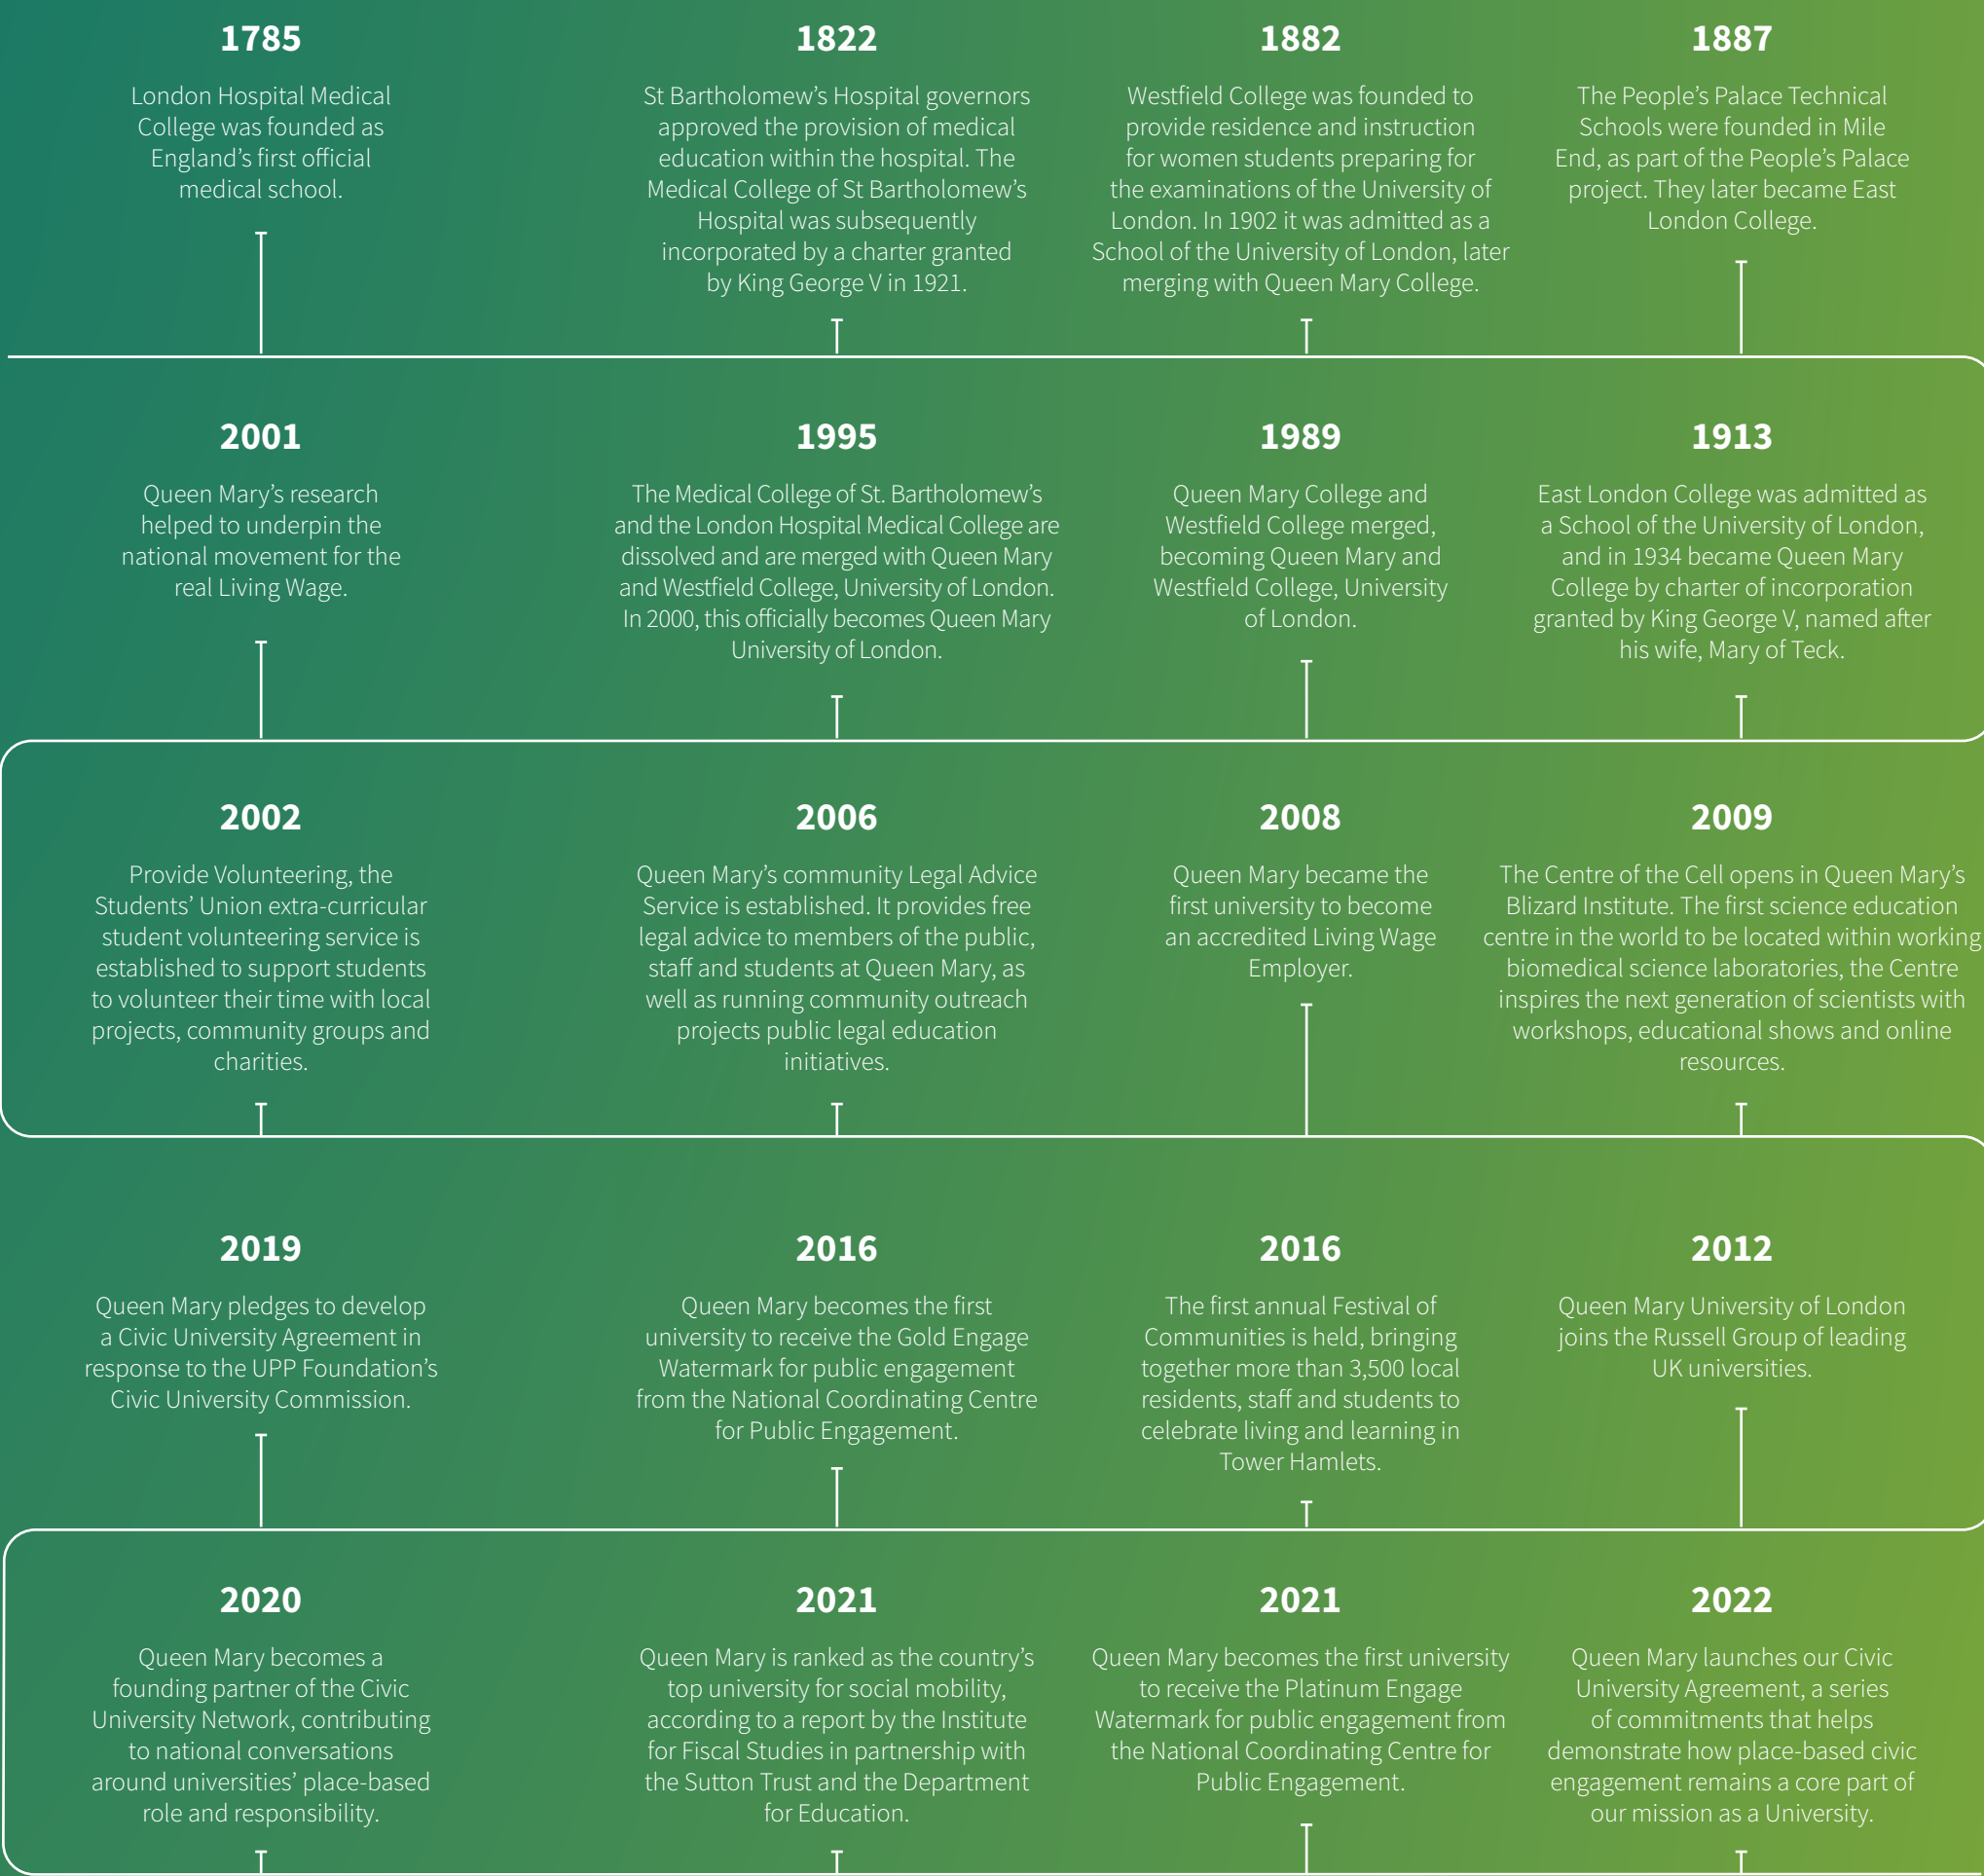 1785
London Hospital Medical
College was founded as
England's first official
medical school.
1822
St Bartholomew's Hospital governors
approved the provision of medical
education within the hospital. The
Medical College of St Bartholomew's
Hospital was subsequently
incorporated by a charter granted
by King George V in 1921.
1882
Westfield College was founded to
provide residence and instruction
for women students preparing for
the examinations of the University of
London. In 1902 it was admitted as a
School of the University of London, later
merging with Queen Mary College.
1887
The People's Palace Technical
Schools were founded in Mile
End, as part of the People's Palace
project. They later became East
London College.
1913
East London College was admitted as
a School of the University of London,
and in 1934 became Queen Mary
College by charter of incorporation
granted by King George V, named after
his wife, Mary of Teck.
1989
Queen Mary College and
Westfield College merged,
becoming Queen Mary and
Westfield College, University
of London.
1995
The Medical College of St. Bartholomew's
and the London Hospital Medical College are
dissolved and are merged with Queen Mary
and Westfield College, University of London.
In 2000, this officially becomes Queen Mary
University of London.
2001
Queen Mary's research
helped to underpin the
national movement for the
real Living Wage.
2002
Provide Volunteering, the
Students' Union extra-curricular
student volunteering service is
established to support students
to volunteer their time with local
projects, community groups and
charities.
2006
Queen Mary's community Legal Advice
Service is established. It provides free
legal advice to members of the public,
staff and students at Queen Mary, as
well as running community outreach
projects public legal education
initiatives.
2008
Queen Mary became the
first university to become
an accredited Living Wage
Employer.
2009
The Centre of the Cell opens in Queen Mary's
Blizard Institute. The first science education
centre in the world to be located within working
biomedical science laboratories, the Centre
inspires the next generation of scientists with
workshops, educational shows and online
resources.
2012
Queen Mary University of London
joins the Russell Group of leading
UK universities.
2016
The first annual Festival of
Communities is held, bringing
together more than 3,500 local
residents, staff and students to
celebrate living and learning in
Tower Hamlets.
2016
Queen Mary becomes the first
university to receive the Gold Engage
Watermark for public engagement
from the National Coordinating Centre
for Public Engagement.
2019
Queen Mary pledges to develop
a Civic University Agreement in
response to the UPP Foundation's
Civic University Commission.
2020
Queen Mary becomes a
founding partner of the Civic
University Network, contributing
to national conversations
around universities' place-based
role and responsibility.
2021
Queen Mary is ranked as the country's
top university for social mobility,
according to a report by the Institute
for Fiscal Studies in partnership with
the Sutton Trust and the Department
for Education.
2021
Queen Mary becomes the first university
to receive the Platinum Engage
Watermark for public engagement from
the National Coordinating Centre for
Public Engagement.
2022
Queen Mary launches our Civic
University Agreement, a series
of commitments that helps
demonstrate how place-based civic
engagement remains a core part of
our mission as a University.